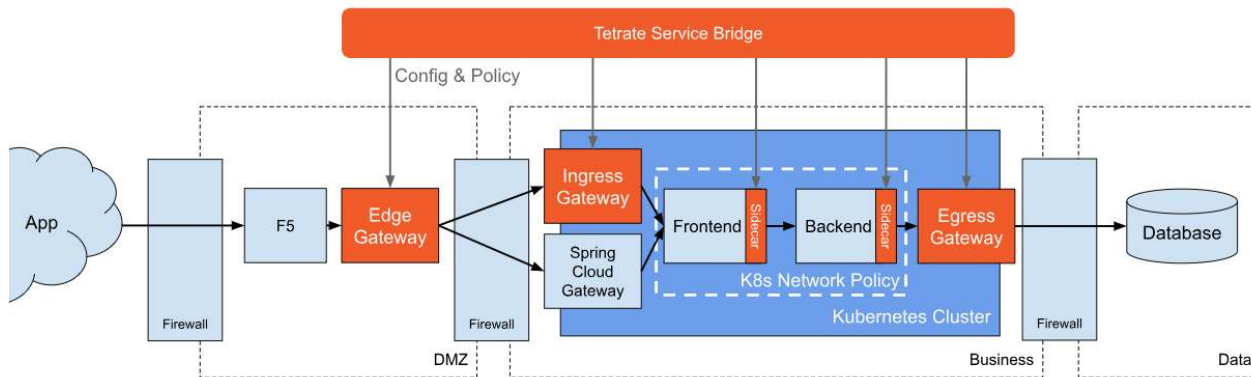 Tetrate Service Bridge
Config & Policy
App
Firewall
F5
Edge
Gateway
DMZ
Firewall
Ingress
Gateway
Spring
Cloud
Gateway
Frontend
Sidecar
Backend
Sidecar
K8s Network Policy
Egress
Gateway
Kubernetes Cluster
Business
Firewall
Database
Data